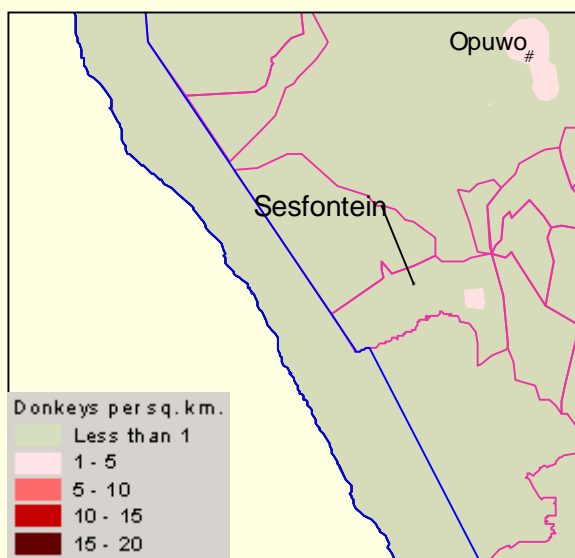 Opuwo
#
Sesfontein
Donkeys per sq. km.
Less than 1
1 - 5
5 - 10
10 - 15
15 - 20